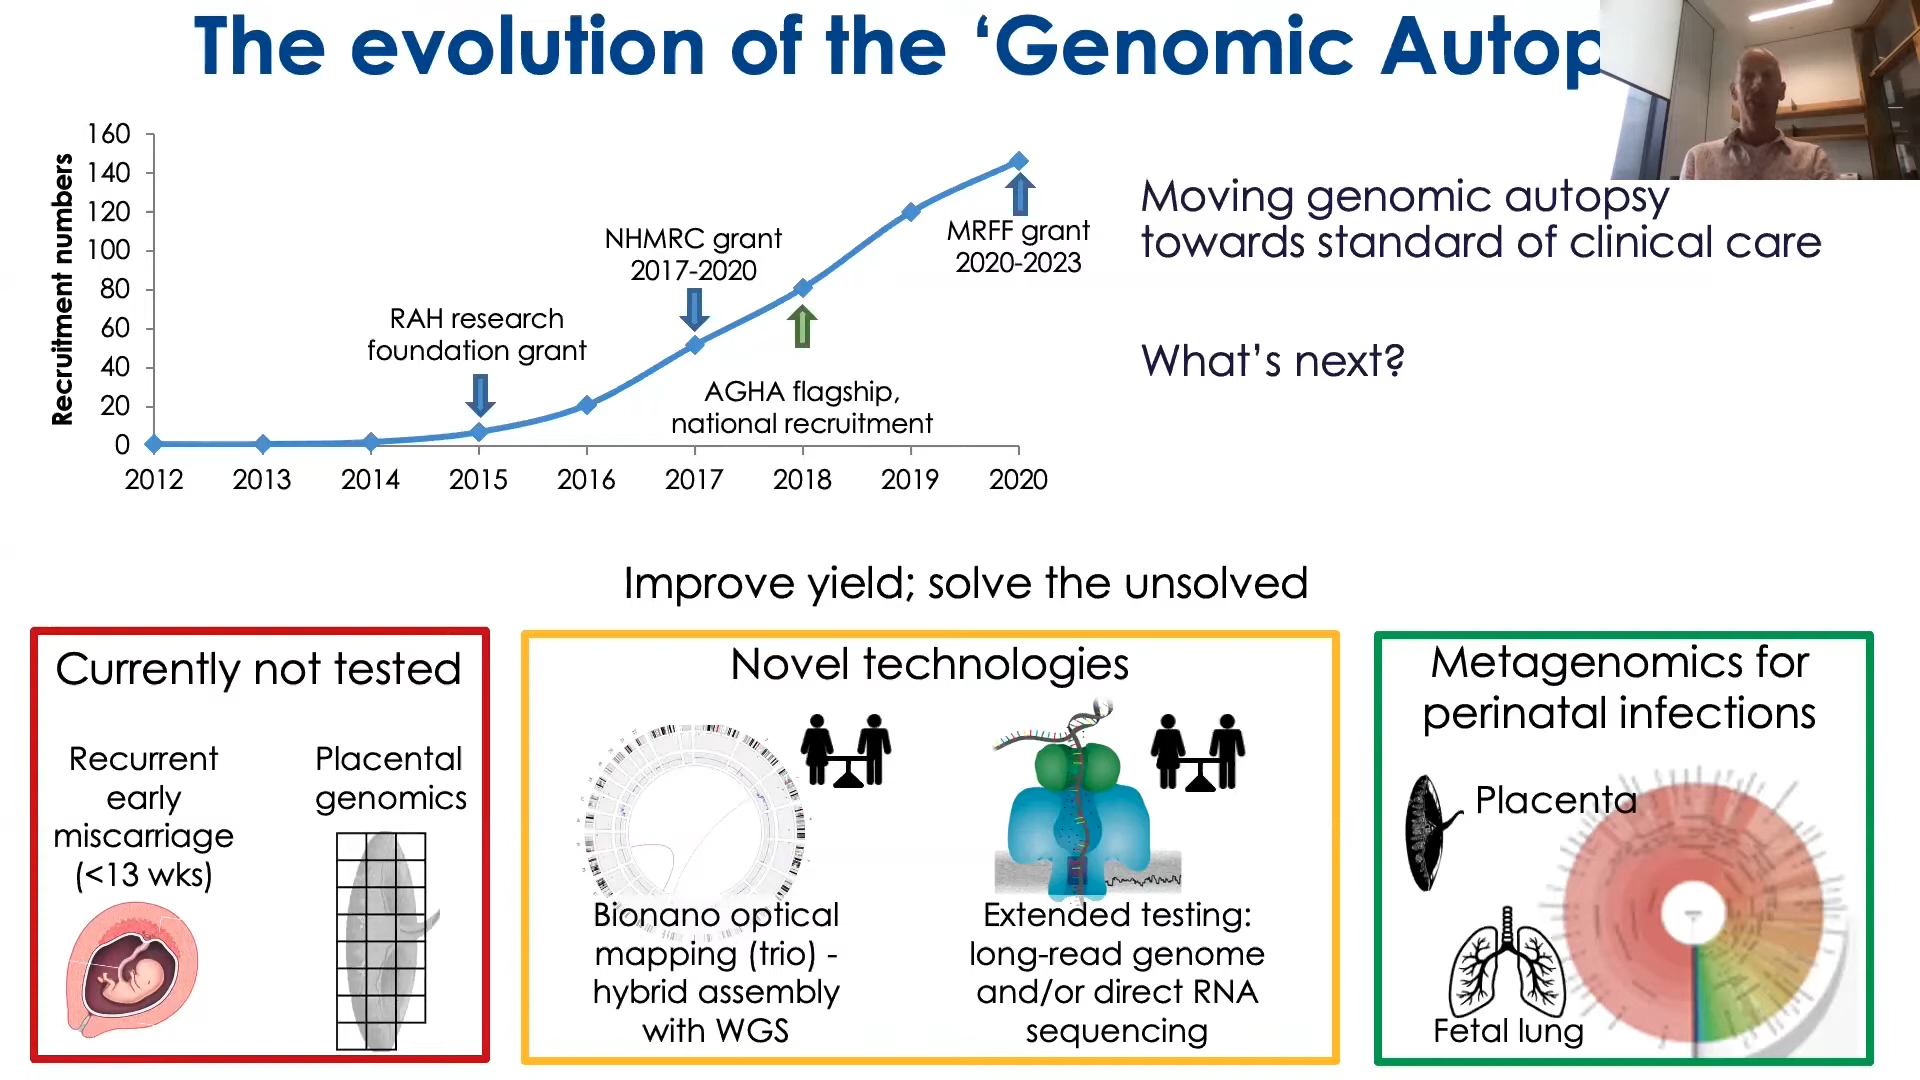 The evolution of the ‘Genomic Autop
160
140
120
100
80
60
40
20
0
Recruitment numbers
2012 2013 2014 2015 2016 2017 2018 2019 2020
RAH research
foundation grant
NHMRC grant
2017-2020
AGHA flagship,
national recruitment
MRFF grant
2020-2023
Moving genomic autopsy
towards standard of clinical care
What’s next?
Improve yield; solve the unsolved
Currently not tested
Recurrent
early
miscarriage
(<13 wks)
Placental
genomics
Novel technologies
Bionano optical
mapping (trio) -
hybrid assembly
with WGS
Extended testing:
long-read genome
and/or direct RNA
sequencing
Metagenomics for
perinatal infections
Placenta
Fetal lung